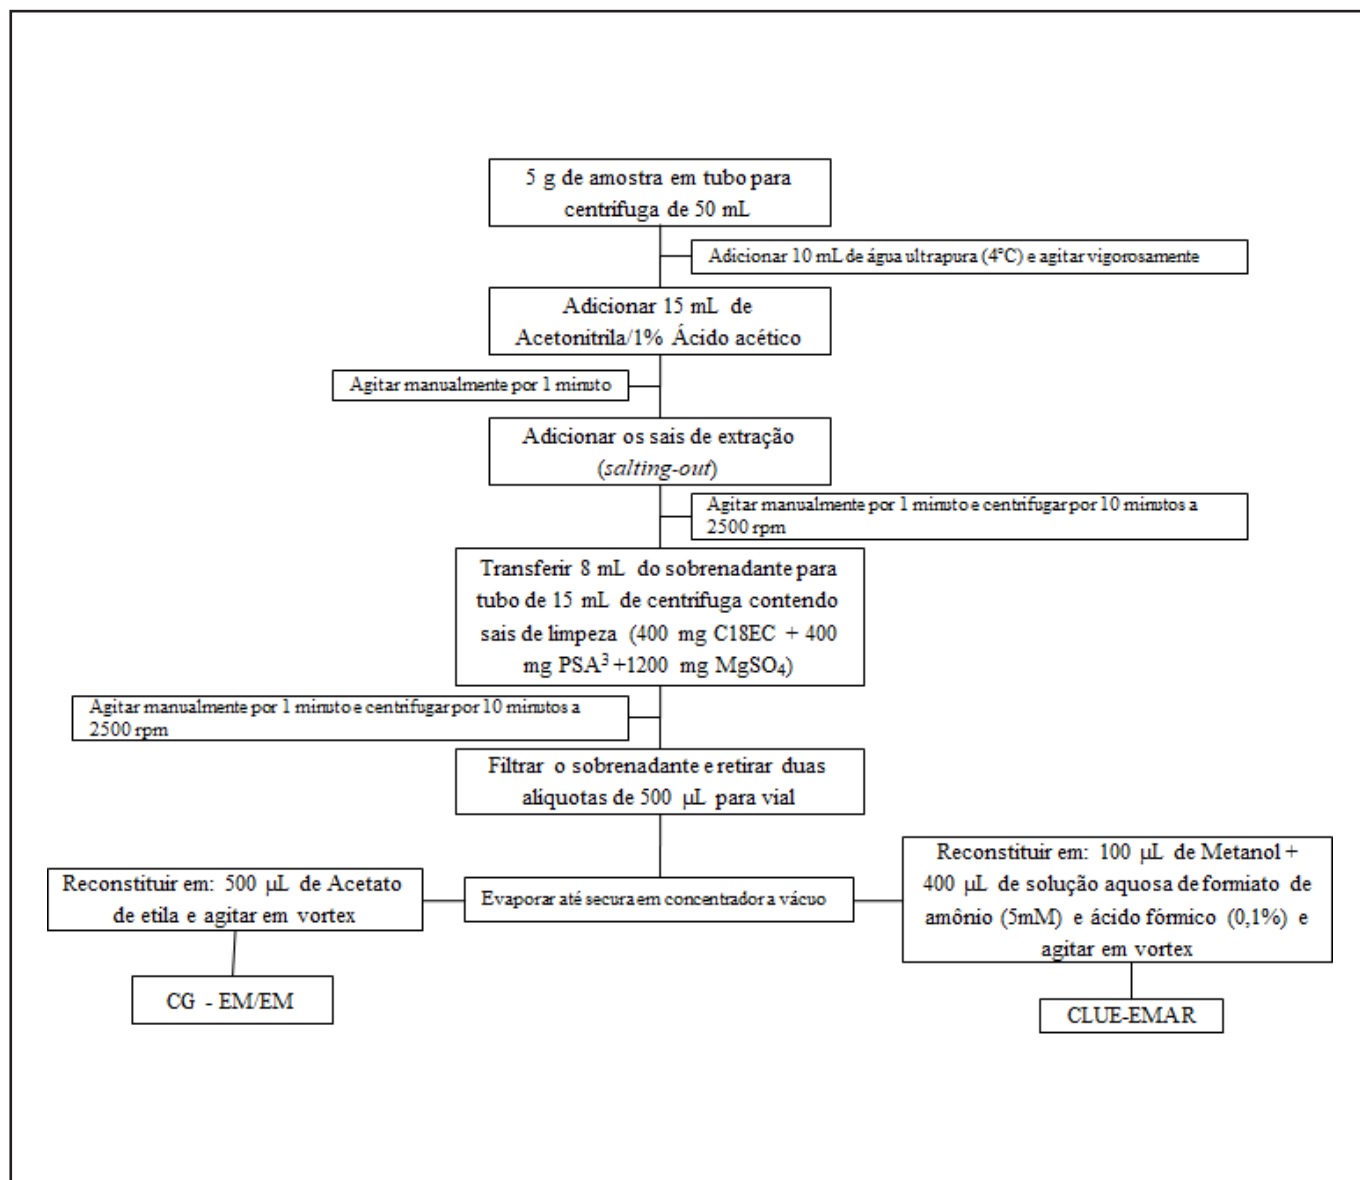 5 g de amostra em tubo para
centrifuga de 50 mL
Adicionar 10 mL de água ultrapura (4°C) e agitar vigorosamente
Adicionar 15 mL de
Acetonitrila/1% Ácido acético
Agitar manualmente por 1 minuto
Adicionar os sais de extração
(salting-out)
Agitar manualmente por 1 minuto e centrifugar por 10 minutos a
2500 rpm
Transferir 8 mL do sobrenadante para
tubo de 15 mL de centrifuga contendo
sais de limpeza (400 mg C18EC + 400
mg PSA³ +1200 mg MgSO₄)
Agitar manualmente por 1 minuto e centrifugar por 10 minutos a
2500 rpm
Filtrar o sobrenadante e retirar duas
alíquotas de 500 µL para vial
Reconstituir em: 500 µL de Acetato
de etila e agitar em vortex
Evaporar até secura em concentrador a vácuo
Reconstituir em: 100 µL de Metanol +
400 µL de solução aquosa de formiato de
amônio (5mM) e ácido fórmico (0,1%) e
agitar em vortex
CG - EM/EM
CLUE-EMAR